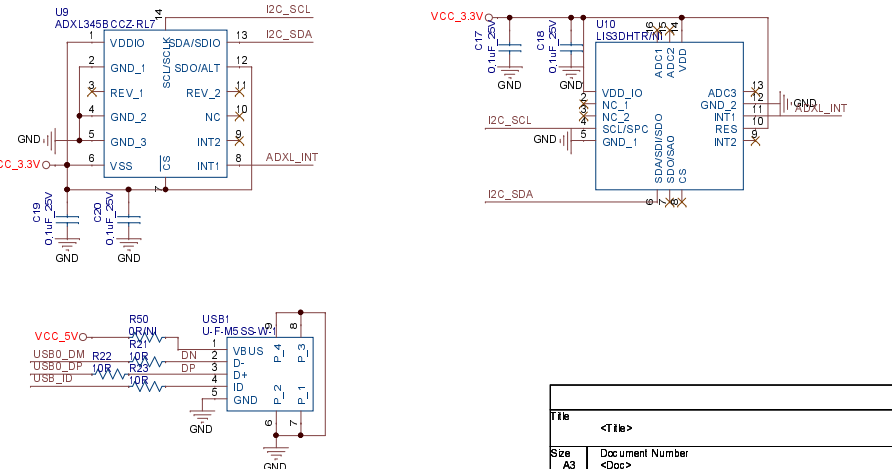 U9
ADXL345BCCZ-RL7
14
I2C_SCL
I2C_SDA
1 VDDIO SDA/SDIO 13
SCL/SCLK
2 GND_1 SDO/ALT 12
3 REV_1 REV_2 11
4 GND_2 NC 10
GND 5 GND_3 INT2 9
CC_3.3V 6 VSS INT1 8 ADXL_INT
CS
7
C19
0.1uF_25V
C20
0.1uF_25V
GND
GND
VCC_3.3V
C17
0.1uF_25V
C18
0.1uF_25V
GND
GND
U10
LIS3DHTR/NI
16 15 14
ADC1
ADC2
VDD
1 VDD_IO ADC3 13
2 NC_1 GND_2 12 GND
3 NC_2 INT1 11 ADXL_INT
I2C_SCL 4 SCL/SPC RES 10
GND 5 GND_1 INT2 9
SDA/SDI/SDO
SDO/SA0
CS
I2C_SDA
6 7 8
R50
0R/NI
USB1
U-F-M5SS-W-1
VCC_5V
9 8
1 VBUS
P_4
P_3
USB0_DM R21 10R DN 2 D-
USB0_DP R22 10R DP 3 D+
USB_ID R23 10R 4 ID
5 GND
P_2
P_1
GND
6 7
GND
Title
<Title>
Size Document Number
A3 <Doc>